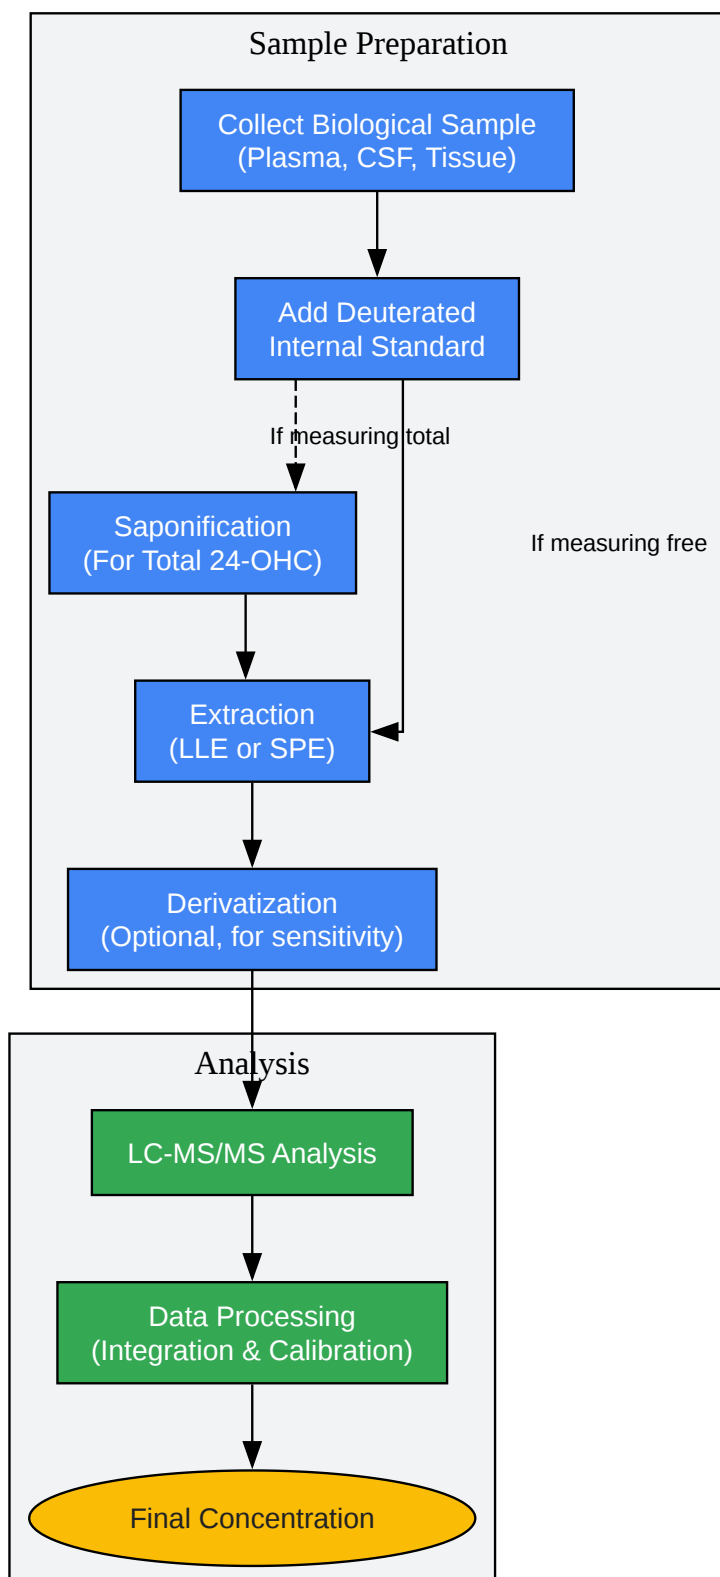 Sample Preparation
Collect Biological Sample
(Plasma, CSF, Tissue)
Add Deuterated
Internal Standard
If measuring total
Saponification
(For Total 24-OHC)
If measuring free
Extraction
(LLE or SPE)
Derivatization
(Optional, for sensitivity)
Analysis
LC-MS/MS Analysis
Data Processing
(Integration & Calibration)
Final Concentration